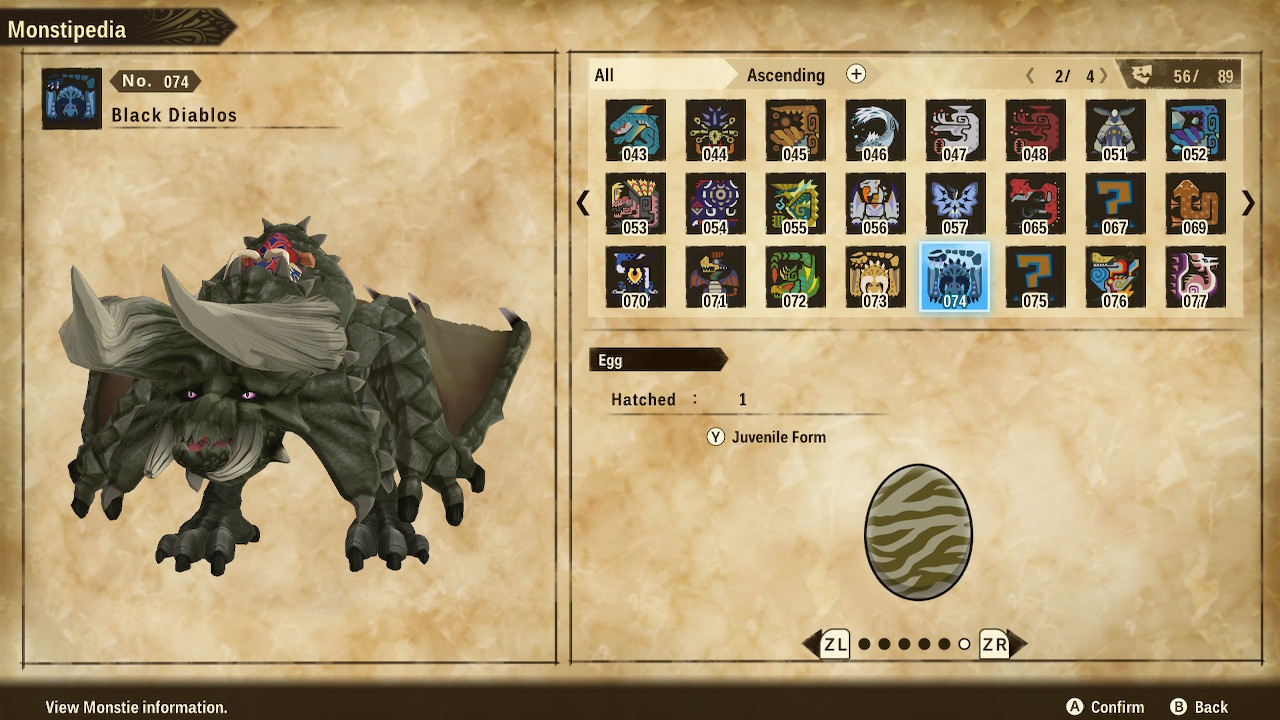 Monstipedia
No. 074
Black Diablos
All
Ascending
2/ 4
56/ 89
043 044 045 046 047 048 051 052
053 054 055 056 057 065 067 069
070 071 072 073 074 075 076 077
Egg
Hatched : 1
Y Juvenile Form
ZL ZR
View Monstie information.
A Confirm B Back